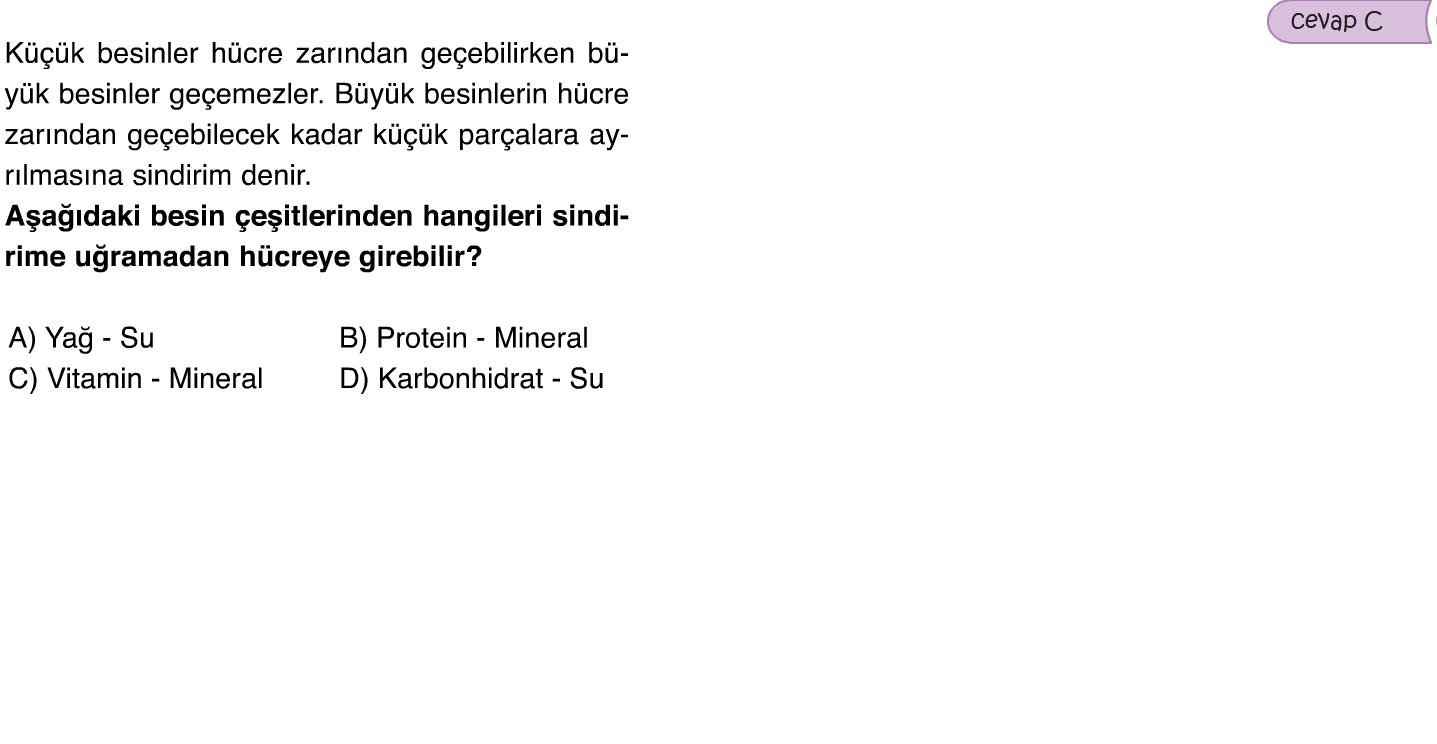 cevap C
Küçük besinler hücre zarından geçebilirken bü-
yük besinler geçemezler. Büyük besinlerin hücre
zarından geçebilecek kadar küçük parçalara ay-
rılmasına sindirim denir.
Aşağıdaki besin çeşitlerinden hangileri sindi-
rime uğramadan hücreye girebilir?
A) Yağ - Su B) Protein - Mineral
C) Vitamin - Mineral D) Karbonhidrat - Su